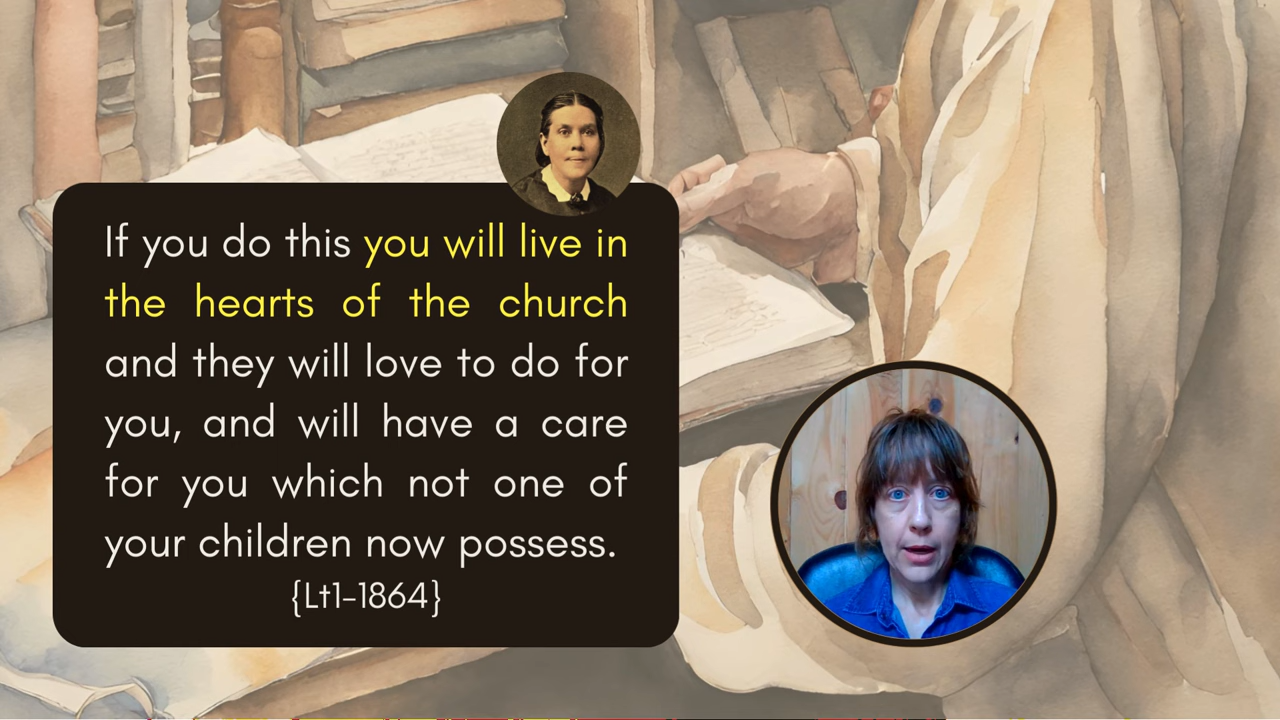 If you do this you will live in
the hearts of the church
and they will love to do for
you, and will have a care
for you which not one of
your children now possess.
{Lt1-1864}